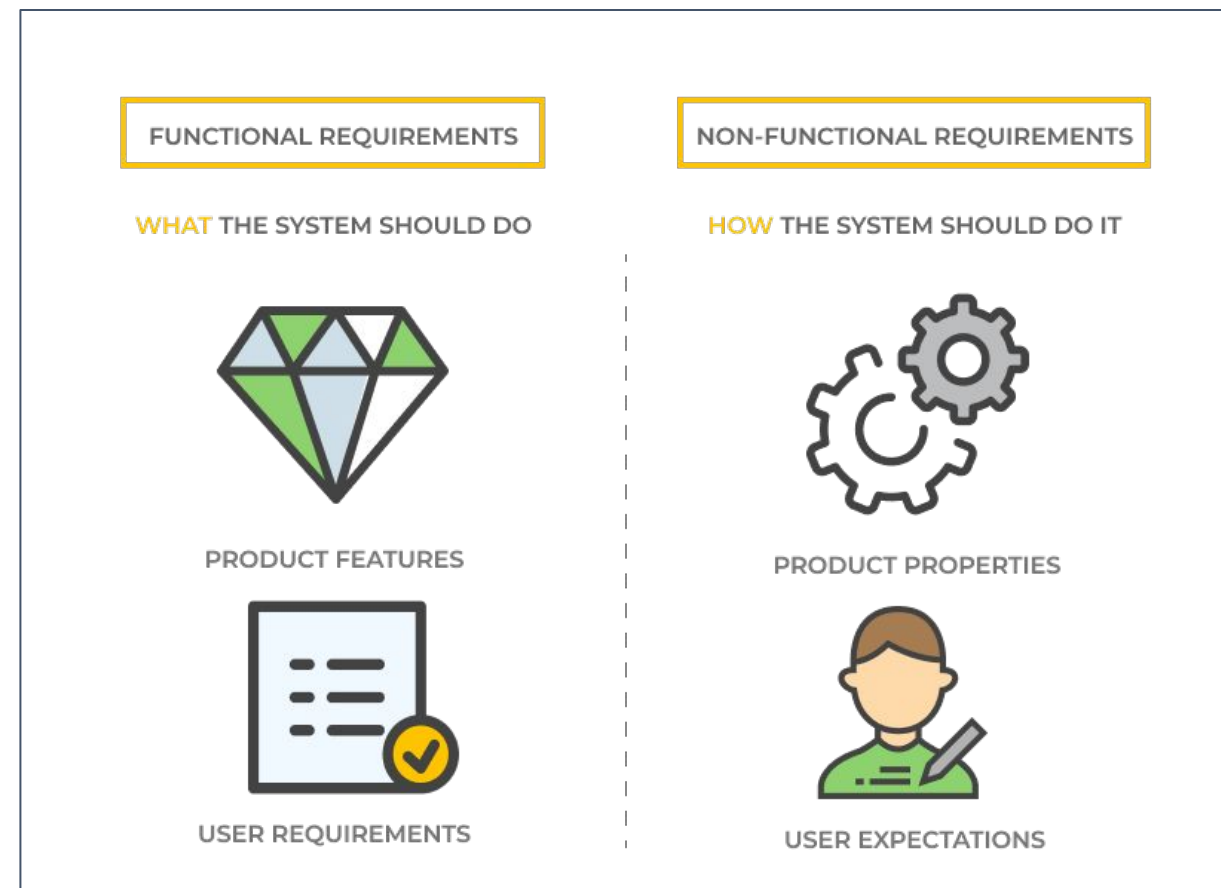 FUNCTIONAL REQUIREMENTS
WHAT THE SYSTEM SHOULD DO
PRODUCT FEATURES
USER REQUIREMENTS
NON-FUNCTIONAL REQUIREMENTS
HOW THE SYSTEM SHOULD DO IT
PRODUCT PROPERTIES
USER EXPECTATIONS